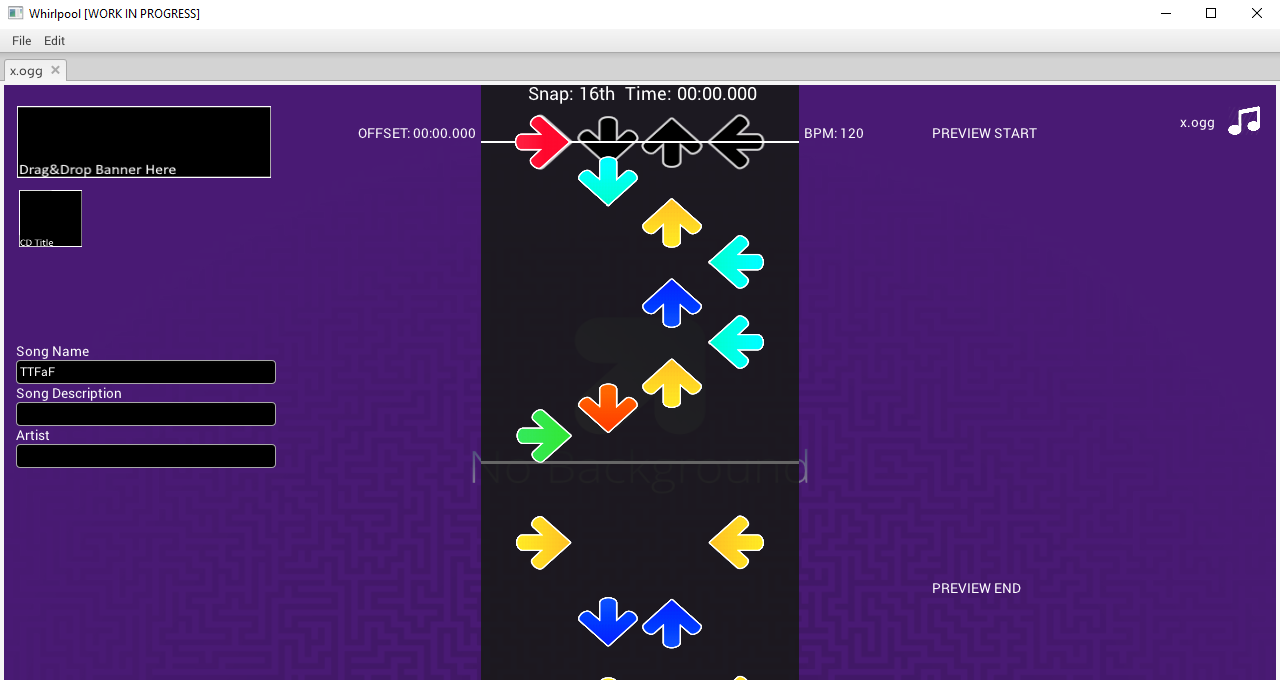 Whirlpool [WORK IN PROGRESS]
File Edit
x.ogg
Snap: 16th Time: 00:00.000
OFFSET: 00:00.000
BPM: 120
PREVIEW START
x.ogg
Drag&Drop Banner Here
CD Title
Song Name
TTFaF
Song Description
Artist
No Background
PREVIEW END